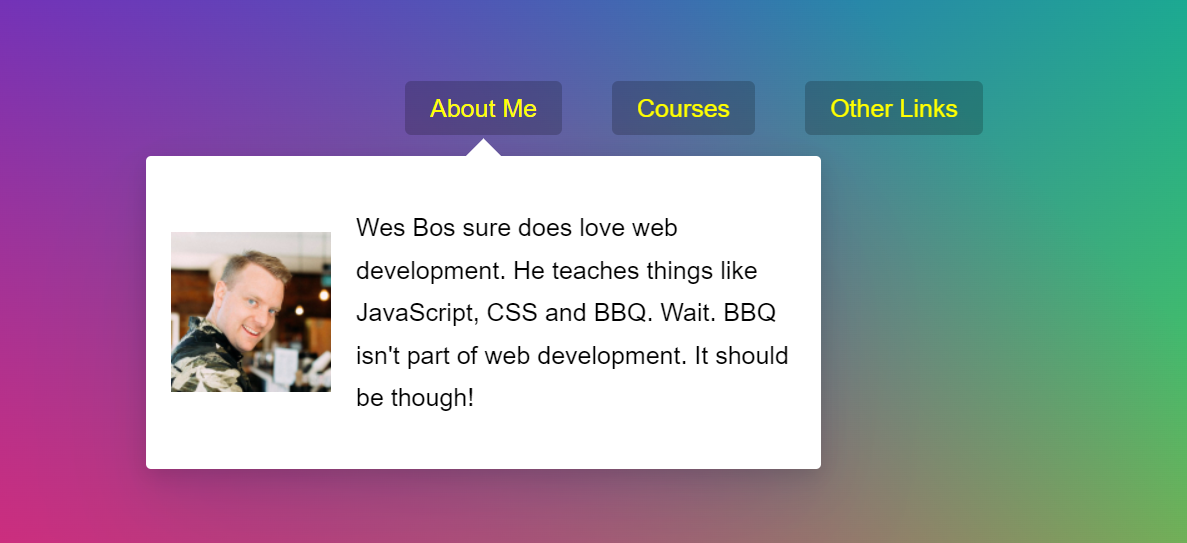 About Me Courses Other Links
Wes Bos sure does love web
development. He teaches things like
JavaScript, CSS and BBQ. Wait. BBQ
isn't part of web development. It should
be though!